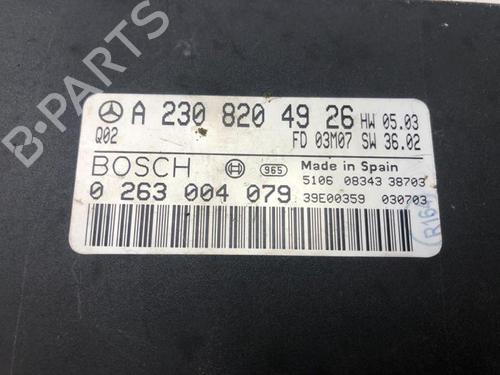 A 230 820 49 26 HW 05.03
Q02 FD 03M07 SW 36.02
BOSCH 965 Made in Spain
5106 08343 38703
0 263 004 079 39E00359 030703
B-PARTS